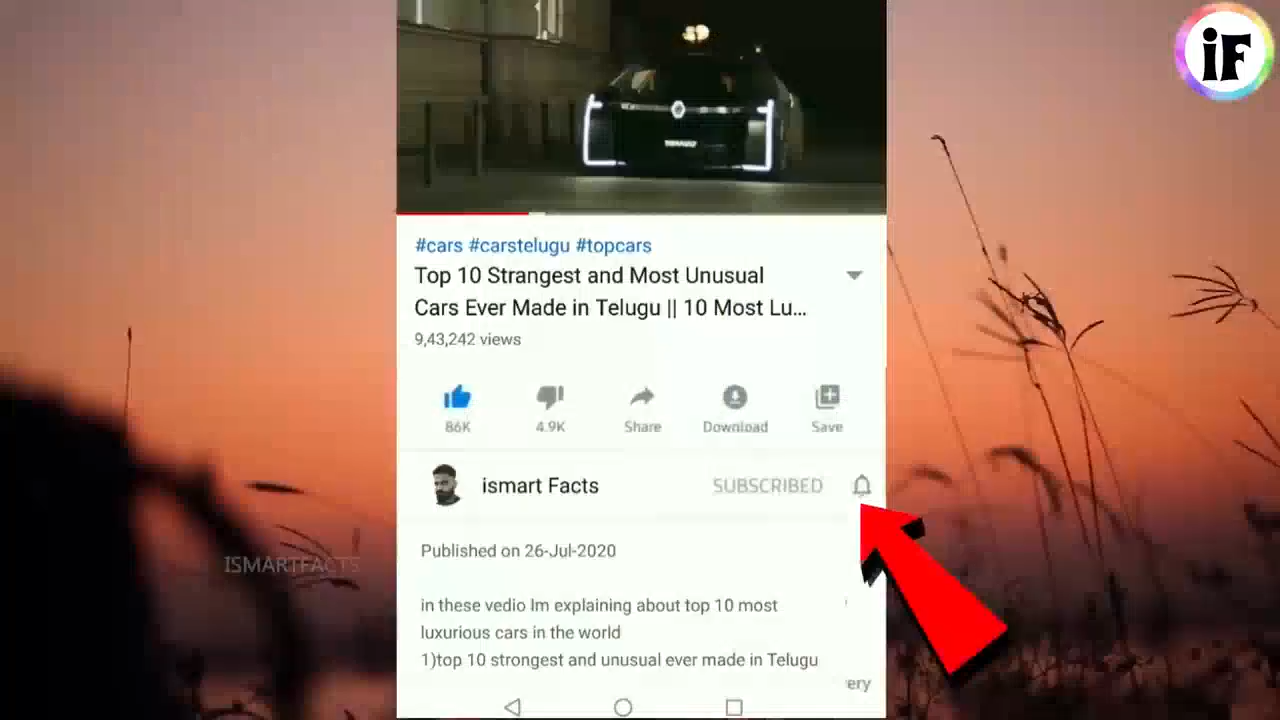 iF
#cars #carstelugu #topcars
Top 10 Strangest and Most Unusual
Cars Ever Made in Telugu || 10 Most Lu...
9,43,242 views
86K 4.9K Share Download Save
ismart Facts SUBSCRIBED
Published on 26-Jul-2020
ISMARTFACTS
in these vedio Im explaining about top 10 most
luxurious cars in the world
1)top 10 strongest and unusual ever made in Telugu
ery